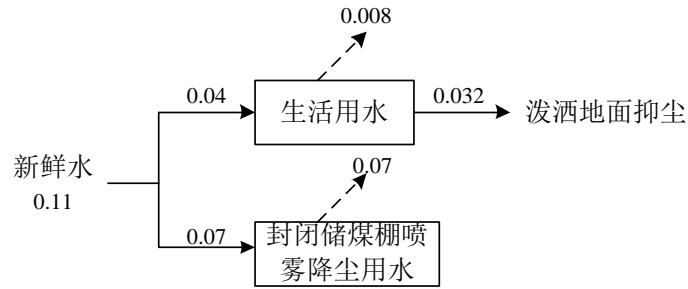 0.008
0.04
生活用水
0.032
泼洒地面抑尘
新鲜水
0.11
0.07
0.07
封闭储煤棚喷
雾降尘用水